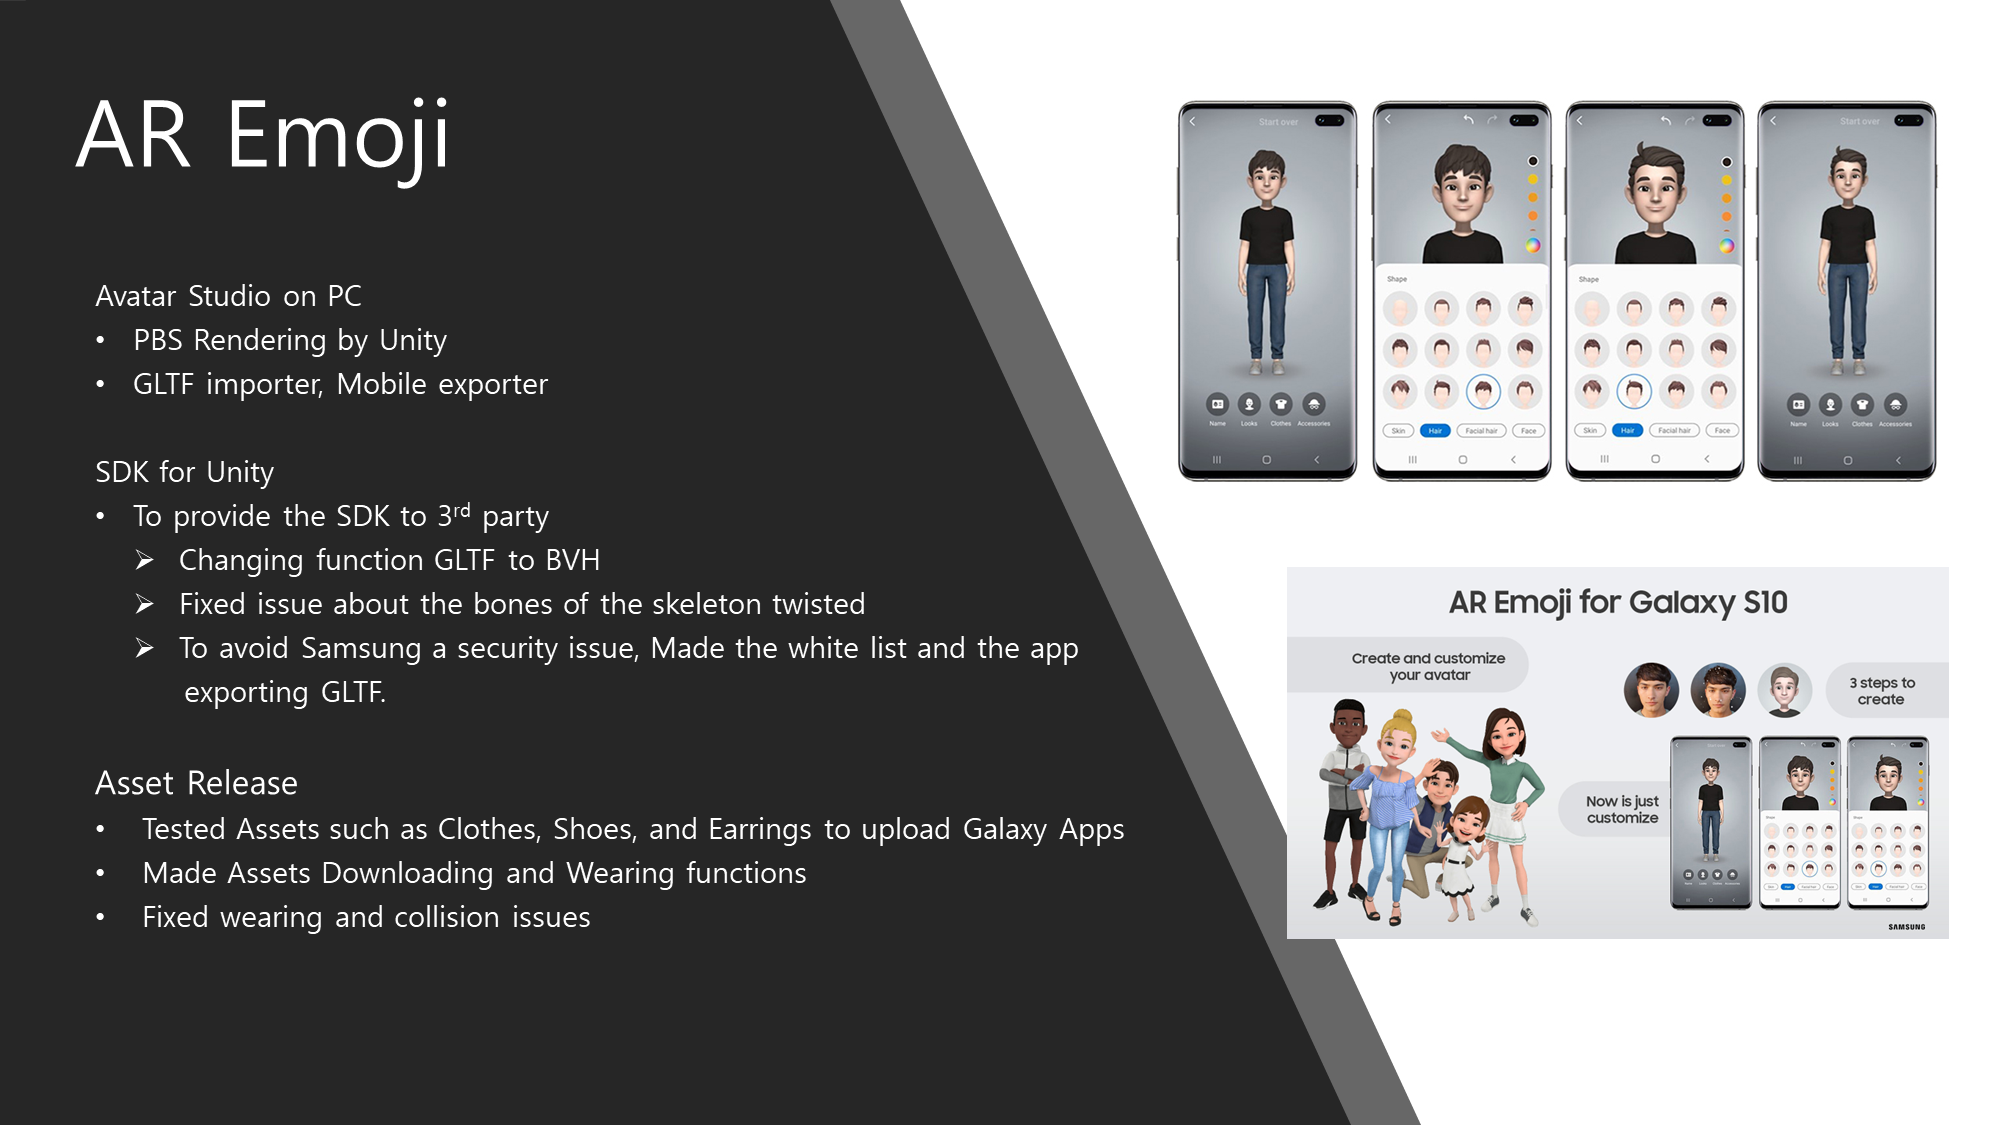 AR Emoji
Avatar Studio on PC
• PBS Rendering by Unity
• GLTF importer, Mobile exporter
SDK for Unity
• To provide the SDK to 3rd party
➢ Changing function GLTF to BVH
➢ Fixed issue about the bones of the skeleton twisted
➢ To avoid Samsung a security issue, Made the white list and the app
exporting GLTF.
Asset Release
• Tested Assets such as Clothes, Shoes, and Earrings to upload Galaxy Apps
• Made Assets Downloading and Wearing functions
• Fixed wearing and collision issues
Start over
Name Looks Clothes Accessories
Shape
Skin Hair Facial hair Face
Shape
Skin Hair Facial hair Face
Start over
Name Looks Clothes Accessories
AR Emoji for Galaxy S10
Create and customize
your avatar
3 steps to
create
Now is just
customize
SAMSUNG